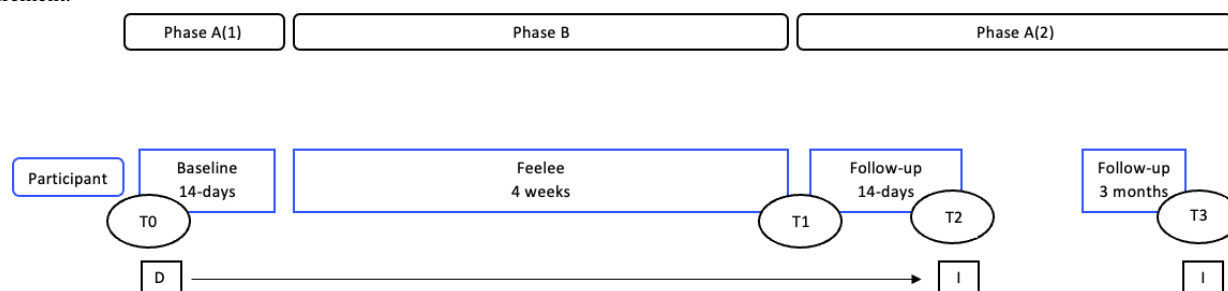 Phase A(1)
Phase B
Phase A(2)
Participant
Baseline
14-days
Feelee
4 weeks
Follow-up
14-days
Follow-up
3 months
T0
T1
T2
T3
D
I
I